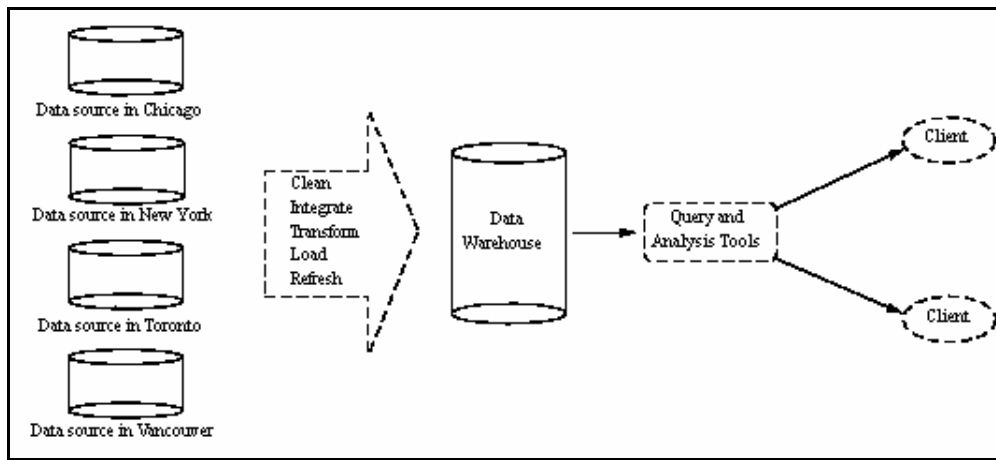 Data source in Chicago
Data source in New York
Data source in Toronto
Data source in Vancouver
Clean
Integrate
Transform
Load
Refresh
Data
Warehouse
Query and
Analysis Tools
Client
Client